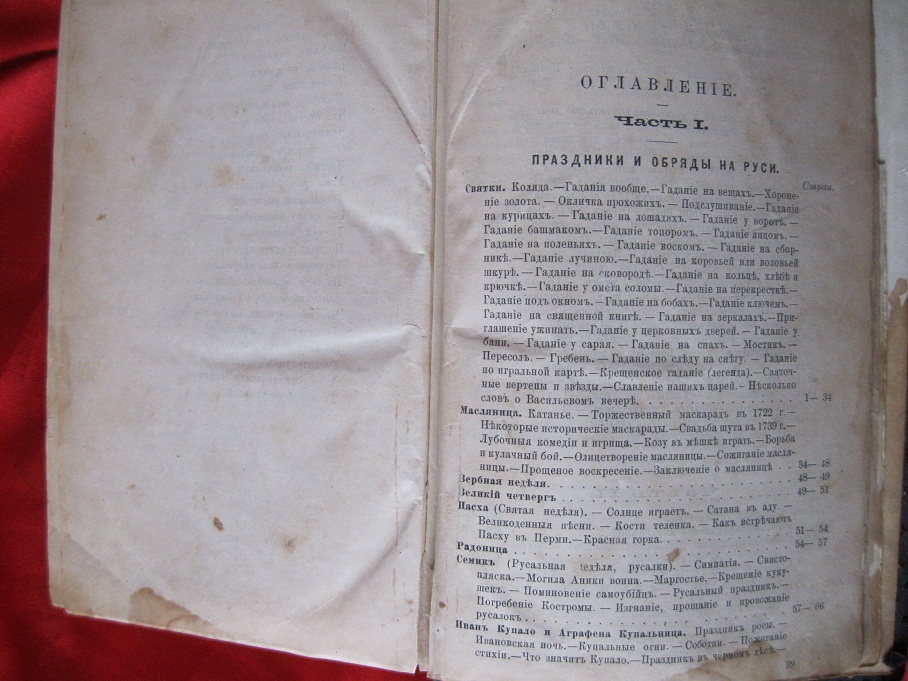 ОГЛАВЛЕНІЕ.
Часть I.
ПРАЗДНИКИ И ОБРЯДЫ НА РУСИ.
Стран.
Святки. Коляда.—Гаданія вообще.—Гаданіе на вещахъ.—Хороне-
ніе золота. — Окличка прохожихъ. — Подслушиваніе.—Гаданіе
на курицахъ. — Гаданіе на лошадяхъ. — Гаданіе у воротъ. —
Гаданіе башмакомъ.—Гаданіе топоромъ. — Гаданіе яицомъ. —
Гаданіе на поленьяхъ. — Гаданіе воскомъ. — Гаданіе на сбор-
никѣ.—Гаданіе лучиною.—Гаданіе на коровьей или воловьей
шкурѣ. — Гаданіе на сковородѣ.—Гаданіе на кольцѣ, хлѣбѣ и
крючкѣ.—Гаданіе у омета соломы.—Гаданіе на перекресткѣ.—
Гаданіе подъ окномъ. — Гаданіе на бобахъ.—Гаданіе ключемъ.—
Гаданіе на священной книгѣ. — Гаданіе на зеркалахъ.—При-
глашеніе ужинать.—Гаданіе у церковныхъ дверей. — Гаданіе у
бани. — Гаданіе у сарая. — Гаданіе на снахъ. — Мостикъ.—
Пересолъ. — Гребень. — Гаданіе по слѣду на снѣгу. — Гаданіе
по игральной картѣ.—Крещенское гаданіе (легенда).—Святоч-
ные вертепы и звѣзды.—Славленіе нашихъ царей.—Нѣсколько
словъ о Васильевомъ вечерѣ. . . . . . . . . . . . 1— 34
Масляница. Катанье. — Торжественный маскарадъ въ 1722 г.—
Нѣкоторые историческіе маскарады.—Свадьба шута въ 1739 г.—
Лубочныя комедіи и игрища.—Козу въ мѣшкѣ играть.—Борьба
и кулачный бой.—Олицетвореніе масляницы.—Сожиганіе масля-
ницы.—Прощеное воскресеніе.—Заключеніе о масляницѣ . 34— 48
Вербная недѣля. . . . . . . . . . . . . . . . . . 48— 49
Великій четвергъ . . . . . . . . . . . . . . . . . 49— 51
Пасха (Святая недѣля). — Солнце играетъ. — Сатана въ аду. —
Великоденныя пѣсни. — Кости теленка. — Какъ встрѣчаютъ
Пасху въ Перми.—Красная горка. . . . . . . . . . 51— 54
Радоница . . . . . . . . . . . . . . . . . . . . 54— 57
Семикъ (Русальная недѣля, русалки). — Симпатія. — Свисто-
пляска.—Могила Аники воина.—Маргостье.—Крещеніе куку-
шекъ. — Поминовеніе самоубійцъ. — Русальный праздникъ.—
Погребеніе Костромы. — Изгнаніе, прощаніе и провожаніе
русалокъ . . . . . . . . . . . . . . . . . . . . 57— 66
Иванъ Купало и Аграфена Купальница. Праздникъ росы. —
Ивановская ночь. — Купальные огни. — Соботки. — Пожиганіе
стихіи.—Что значитъ Купало.—Праздникъ въ черномъ лѣсѣ.—
39